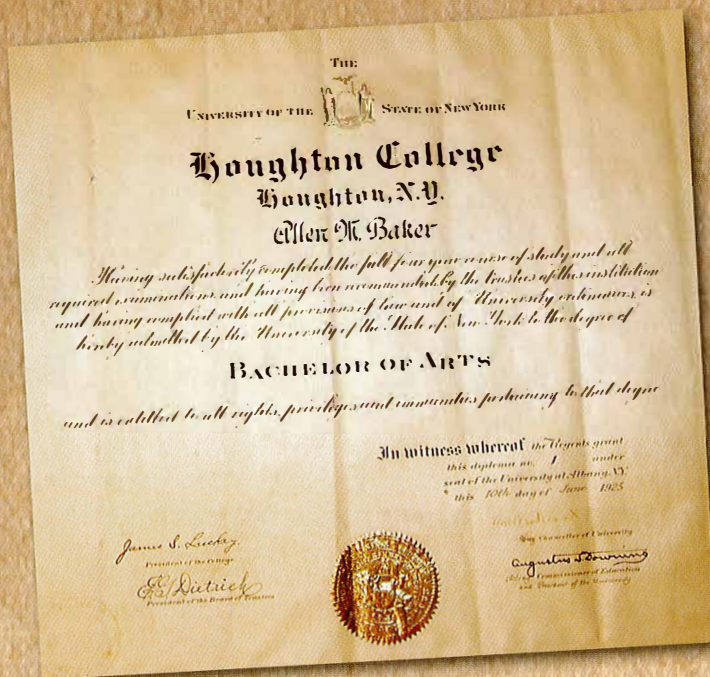 THE
UNIVERSITY OF THE STATE OF NEW YORK
Houghton College
Houghton, N.Y.
Allen M. Baker
Having satisfactorily completed the full four year course of study and all
required examinations and having been recommended by the trustees of this institution
and having complied with all provisions of law and of University ordinances, is
hereby admitted by the University of the State of New York to the degree of
BACHELOR OF ARTS
and is entitled to all rights, privileges and immunities pertaining to that degree
In witness whereof the Regents grant
this diploma no. 1 under
seal of the University at Albany, N.Y.
this 10th day of June 1925
James S. Luckey
President of the College
Dietrick
President of the Board of Trustees
Chancellor of University
Augustus S. Downing
Commissioner of Education
and President of the University